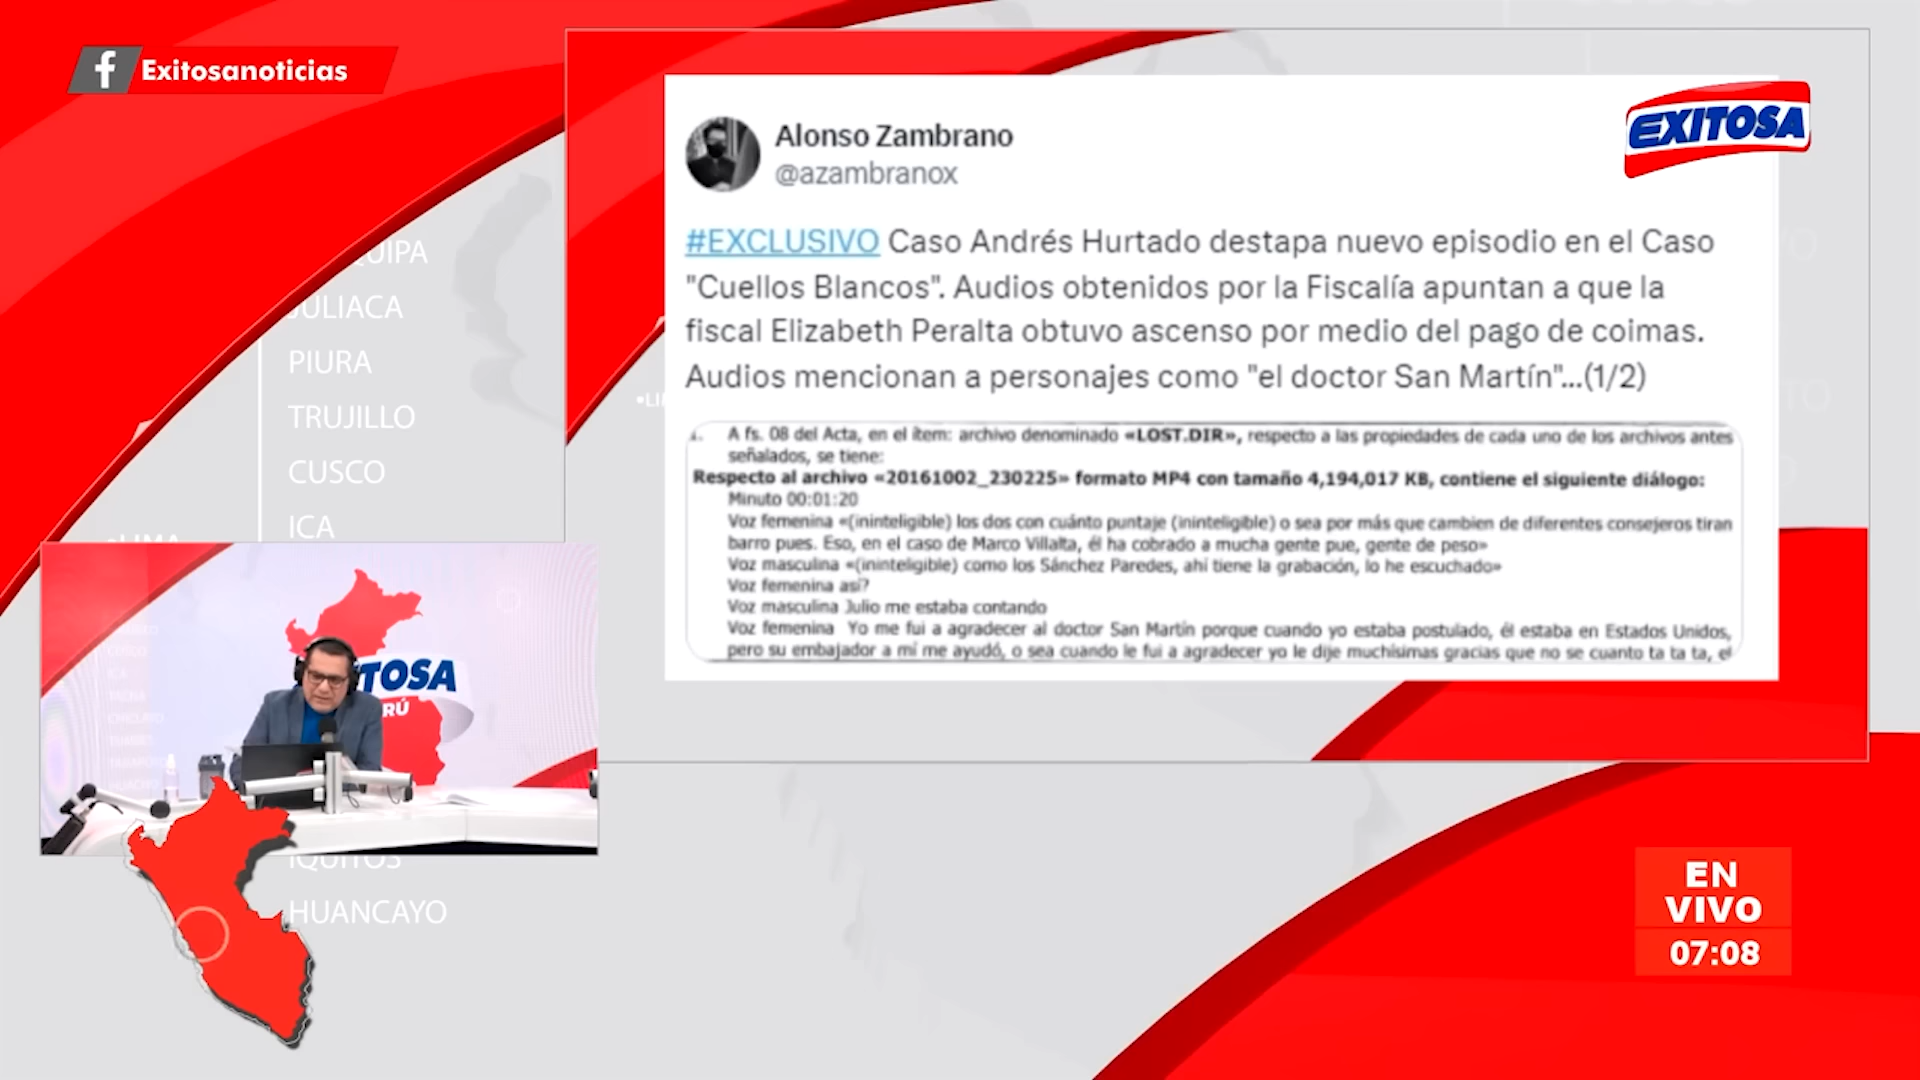 Exitosanoticias
EXITOSA
Alonso Zambrano
@azambranox
#EXCLUSIVO Caso Andrés Hurtado destapa nuevo episodio en el Caso
"Cuellos Blancos". Audios obtenidos por la Fiscalía apuntan a que la
fiscal Elizabeth Peralta obtuvo ascenso por medio del pago de coimas.
Audios mencionan a personajes como "el doctor San Martín"...(1/2)
A fs. 08 del Acta, en el ítem: archivo denominado «LOST.DIR», respecto a las propiedades de cada uno de los archivos antes
señalados, se tiene:
Respecto al archivo «20161002_230225» formato MP4 con tamaño 4,194,017 KB, contiene el siguiente diálogo:
Minuto 00:01:20
Voz femenina «(ininteligible) los dos con cuánto puntaje (ininteligible) o sea por más que cambien de diferentes consejeros tiran
barro pues. Eso, en el caso de Marco Villalta, él ha cobrado a mucha gente pue, gente de peso»
Voz masculina «(ininteligible) como los Sánchez Paredes, ahí tiene la grabación, lo he escuchado»
Voz femenina así?
Voz masculina Julio me estaba contando
Voz femenina Yo me fui a agradecer al doctor San Martín porque cuando yo estaba postulado, él estaba en Estados Unidos,
pero su embajador a mí me ayudó, o sea cuando le fui a agradecer yo le dije muchísimas gracias que no se cuanto ta ta ta, el
JULIACA
PIURA
TRUJILLO
CUSCO
ICA
IQUITOS
HUANCAYO
EN
VIVO
07:08